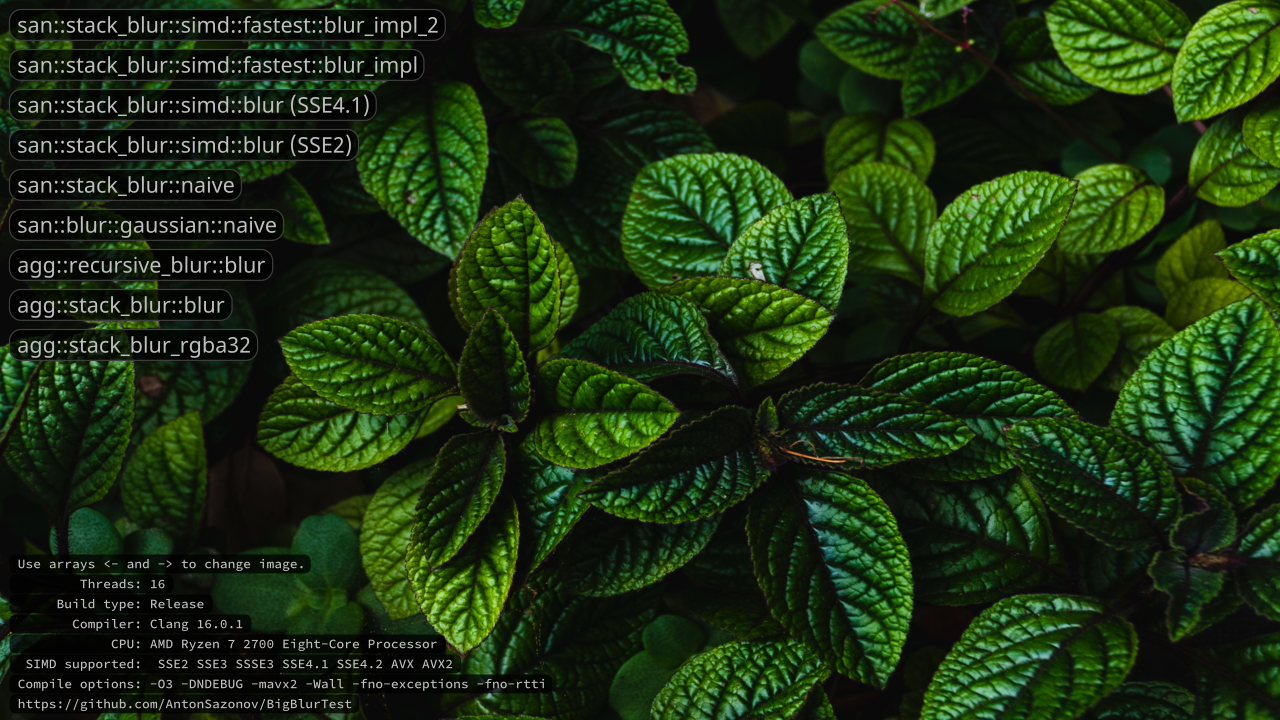 san::stack_blur::simd::fastest::blur_impl_2
san::stack_blur::simd::fastest::blur_impl
san::stack_blur::simd::blur (SSE4.1)
san::stack_blur::simd::blur (SSE2)
san::stack_blur::naive
san::blur::gaussian::naive
agg::recursive_blur::blur
agg::stack_blur::blur
agg::stack_blur_rgba32
Use arrays <- and -> to change image.
Threads: 16
Build type: Release
Compiler: Clang 16.0.1
CPU: AMD Ryzen 7 2700 Eight-Core Processor
SIMD supported:  SSE2 SSE3 SSSE3 SSE4.1 SSE4.2 AVX AVX2
Compile options: -O3 -DNDEBUG -mavx2 -Wall -fno-exceptions -fno-rtti
https://github.com/AntonSazonov/BigBlurTest